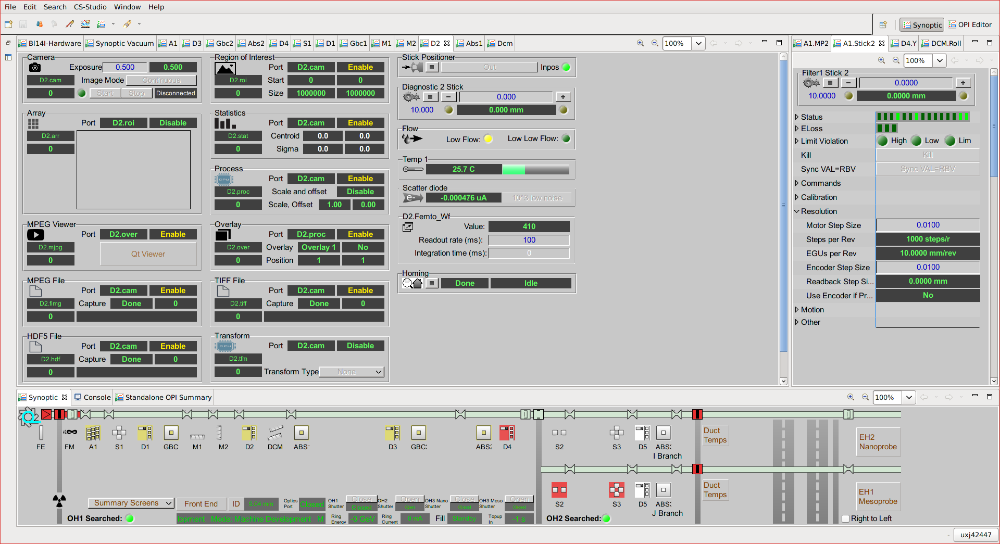 File Edit Search CS-Studio Window Help
Synoptic OPI Editor
BI14I-Hardware Synoptic Vacuum A1 D3 Gbc2 Abs2 D4 S1 D1 Gbc1 M1 M2 D2 Abs1 Dcm 100%
A1.MP2 A1.Stick2 D4.Y DCM.Roll
100%
Camera
Exposure 0.500 0.500
D2.cam Image Mode Continuous
0 Start Stop Disconnected
Array
Port D2.roi Disable
D2.arr
0
MPEG Viewer
Port D2.over Enable
D2.mjpg
0
Qt Viewer
MPEG File
Port D2.cam Enable
D2.fimg Capture Done 0
0
HDF5 File
Port D2.cam Enable
D2.hdf Capture Done 0
0
Region of Interest
Port D2.cam Enable
D2.roi Start 0 0
0 Size 1000000 1000000
Statistics
Port D2.cam Enable
D2.stat Centroid 0.0 0.0
0 Sigma 0.0 0.0
Process
CPU Port D2.cam Enable
D2.proc Scale and offset Disable
0 Scale, Offset 1.00 0.00
Overlay
Port D2.proc Enable
D2.over Overlay Overlay 1 No
0 Position 1 1
TIFF File
Port D2.cam Enable
D2.tiff Capture Done 0
0
Transform
CPU Port D2.cam Disable
D2.tfm
0 Transform Type None
Stick Positioner
Out Inpos
Diagnostic 2 Stick
− 0.000 +
10.000 0.000 mm
Flow
Low Flow: Low Low Flow:
Temp 1
25.7 C
Scatter diode
e- -0.000476 uA 10^3 low noise
D2.Femto_Wf
Value: 410
Readout rate (ms): 100
Integration time (ms): 0
Homing
Done Idle
Filter1 Stick 2
− 0.0000 +
10.0000 0.0000 mm
Status
ELoss
Limit Violation High Low Lim
Kill Kill
Sync VAL=RBV Sync VAL=RBV
Commands
Calibration
Resolution
Motor Step Size 0.0100
Steps per Rev 1000 steps/r
EGUs per Rev 10.0000 mm/rev
Encoder Step Size 0.0100
Readback Step Si... 0.0000 mm
Use Encoder if Pr... No
Motion
Other
Synoptic Console Standalone OPI Summary 100%
FE FM A1 S1 D1 GBC M1 M2 D2 DCM ABS D3 GBC ABS2 D4 S2 S3 D5 ABS
I Branch
Duct
Temps
EH2
Nanoprobe
S2 S3 D5 ABS
J Branch
Duct
Temps
EH1
Mesoprobe
Summary Screens Front End ID 5.04 mm Optics Port Closed OH1 Shutter Close Closed OH2 Shutter Open Open OH3 Nano Shutter Close Closed OH3 Meso Shutter Open Closed
OH1 Searched: lopment Mode: Machine Development M Ring Energy -0 GeV Ring Current 0 mA Fill Standby Topup In -1 s OH2 Searched: Right to Left
uxj42447